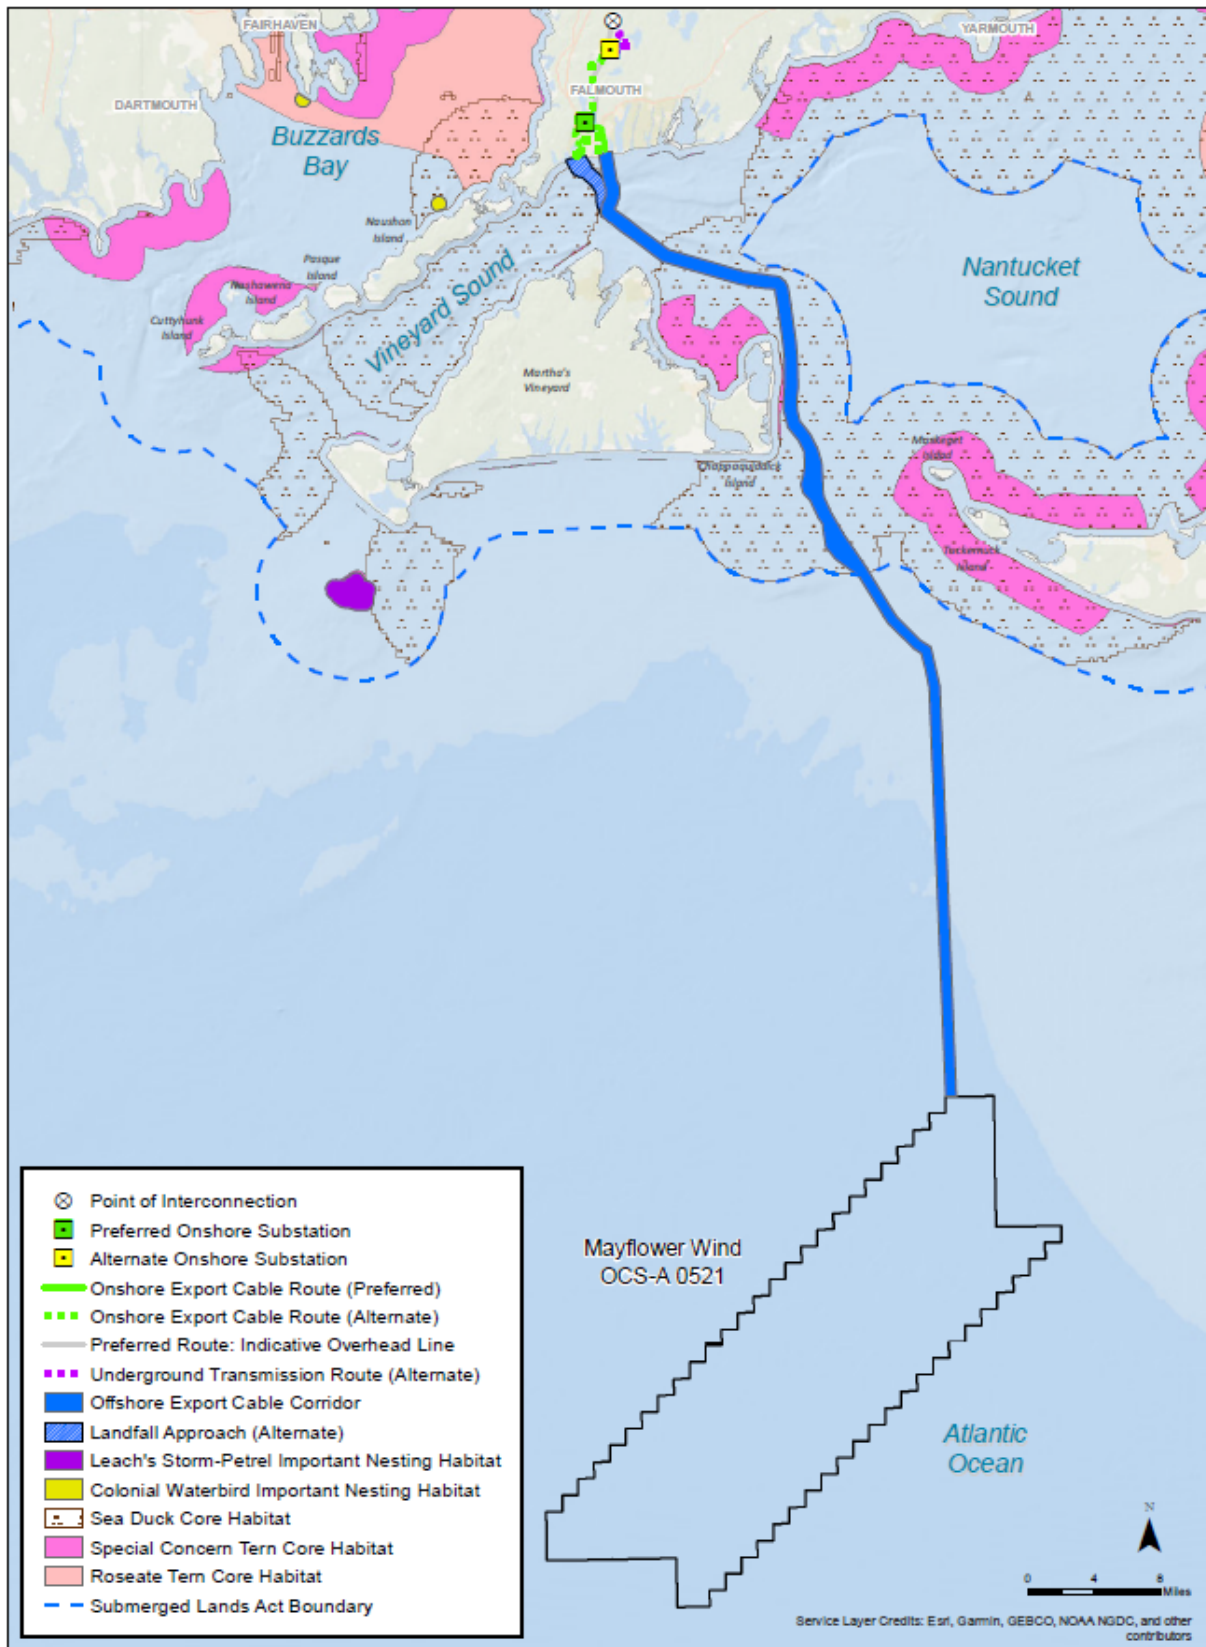 FAIRHAVEN
YARMOUTH
DARTMOUTH
FALMOUTH
Buzzards
Bay
Naushon
Island
Pasque
Island
Nashawena
Island
Cuttyhunk
Island
Vineyard Sound
Nantucket
Sound
Martha's
Vineyard
Chappaquiddick
Island
Muskeget
Island
Tuckernuck
Island
Mayflower Wind
OCS-A 0521
Atlantic
Ocean
Point of Interconnection
Preferred Onshore Substation
Alternate Onshore Substation
Onshore Export Cable Route (Preferred)
Onshore Export Cable Route (Alternate)
Preferred Route: Indicative Overhead Line
Underground Transmission Route (Alternate)
Offshore Export Cable Corridor
Landfall Approach (Alternate)
Leach's Storm-Petrel Important Nesting Habitat
Colonial Waterbird Important Nesting Habitat
Sea Duck Core Habitat
Special Concern Tern Core Habitat
Roseate Tern Core Habitat
Submerged Lands Act Boundary
N
0 4 8
Miles
Service Layer Credits: Esri, Garmin, GEBCO, NOAA NGDC, and other
contributors